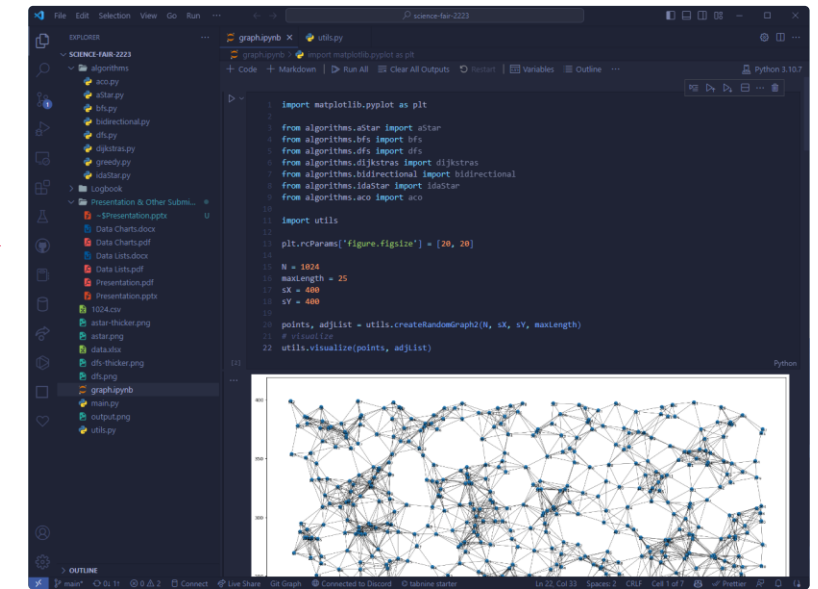 File Edit Selection View Go Run ··· science-fair-2223
EXPLORER ···
SCIENCE-FAIR-2223
algorithms
aco.py
aStar.py
bfs.py
bidirectional.py
dfs.py
dijkstras.py
greedy.py
idaStar.py
Logbook
Presentation & Other Submi...
~$Presentation.pptx U
Data Charts.docx
Data Charts.pdf
Data Lists.docx
Data Lists.pdf
Presentation.pdf
Presentation.pptx
1024.csv
astar-thicker.png
astar.png
data.xlsx
dfs-thicker.png
dfs.png
graph.ipynb
main.py
output.png
utils.py
OUTLINE
graph.ipynb × utils.py
graph.ipynb > import matplotlib.pyplot as plt
+ Code + Markdown | Run All Clear All Outputs Restart | Variables Outline ··· Python 3.10.7
1 import matplotlib.pyplot as plt
2
3 from algorithms.aStar import aStar
4 from algorithms.bfs import bfs
5 from algorithms.dfs import dfs
6 from algorithms.dijkstras import dijkstras
7 from algorithms.bidirectional import bidirectional
8 from algorithms.idaStar import idaStar
9 from algorithms.aco import aco
10
11 import utils
12
13 plt.rcParams['figure.figsize'] = [20, 20]
14
15 N = 1024
16 maxLength = 25
17 sX = 400
18 sY = 400
19
20 points, adjList = utils.createRandomGraph2(N, sX, sY, maxLength)
21 # visualize
22 utils.visualize(points, adjList)
Python
400
350
300
main* 0↓ 1↑ 0 2 Connect Live Share Git Graph Connected to Discord tabnine starter Ln 22, Col 33 Spaces: 2 CRLF Cell 1 of 7 Prettier